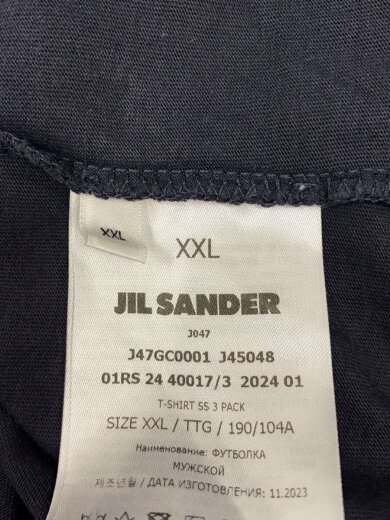 XXL
XXL
JIL SANDER
J047
J47GC0001 J45048
01RS 24 40017/3 2024 01
T-SHIRT SS 3 PACK
SIZE XXL / TTG / 190/104A
Наименование: ФУТБОЛКА
МУЖСКОЙ
제조년월 / ДАТА ИЗГОТОВЛЕНИЯ: 11.2023